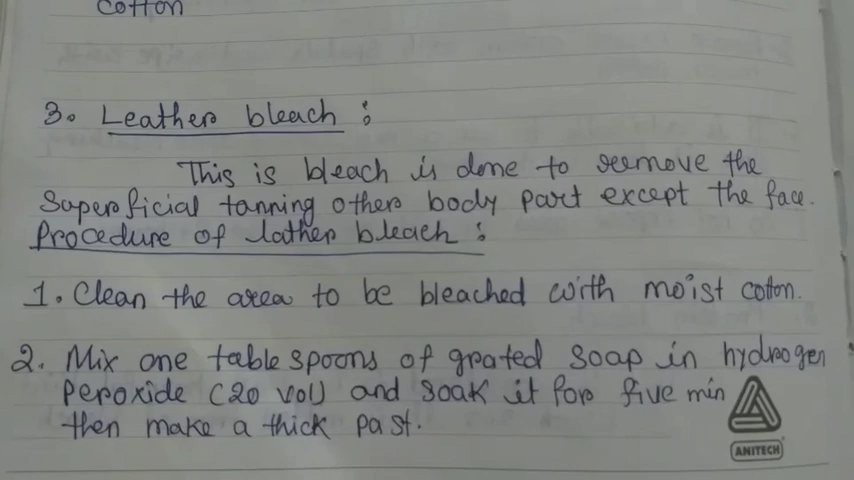 cotton
3. Leather bleach :
This is bleach is done to remove the
Superficial tanning other body part except the face.
Procedure of lather bleach :
1. Clean the area to be bleached with moist cotton.
2. Mix one table spoons of grated soap in hydrogen
peroxide (20 vol) and soak it for five min
then make a thick past.
ANITECH